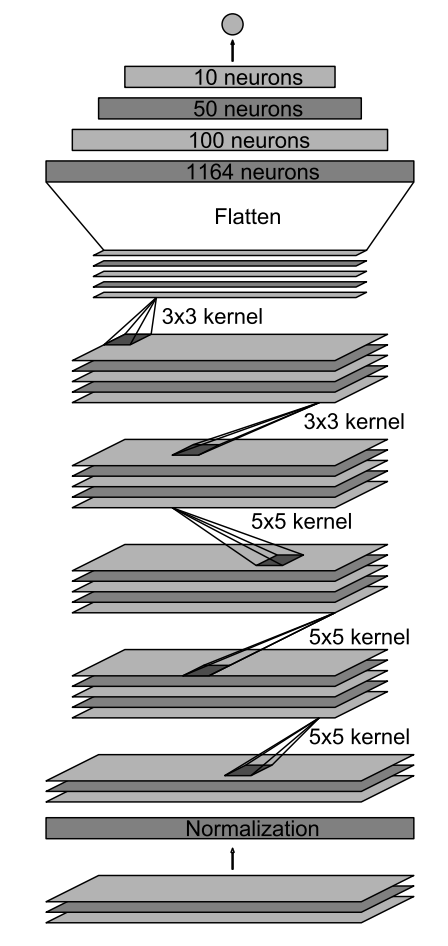 10 neurons
50 neurons
100 neurons
1164 neurons
Flatten
3x3 kernel
3x3 kernel
5x5 kernel
5x5 kernel
5x5 kernel
Normalization